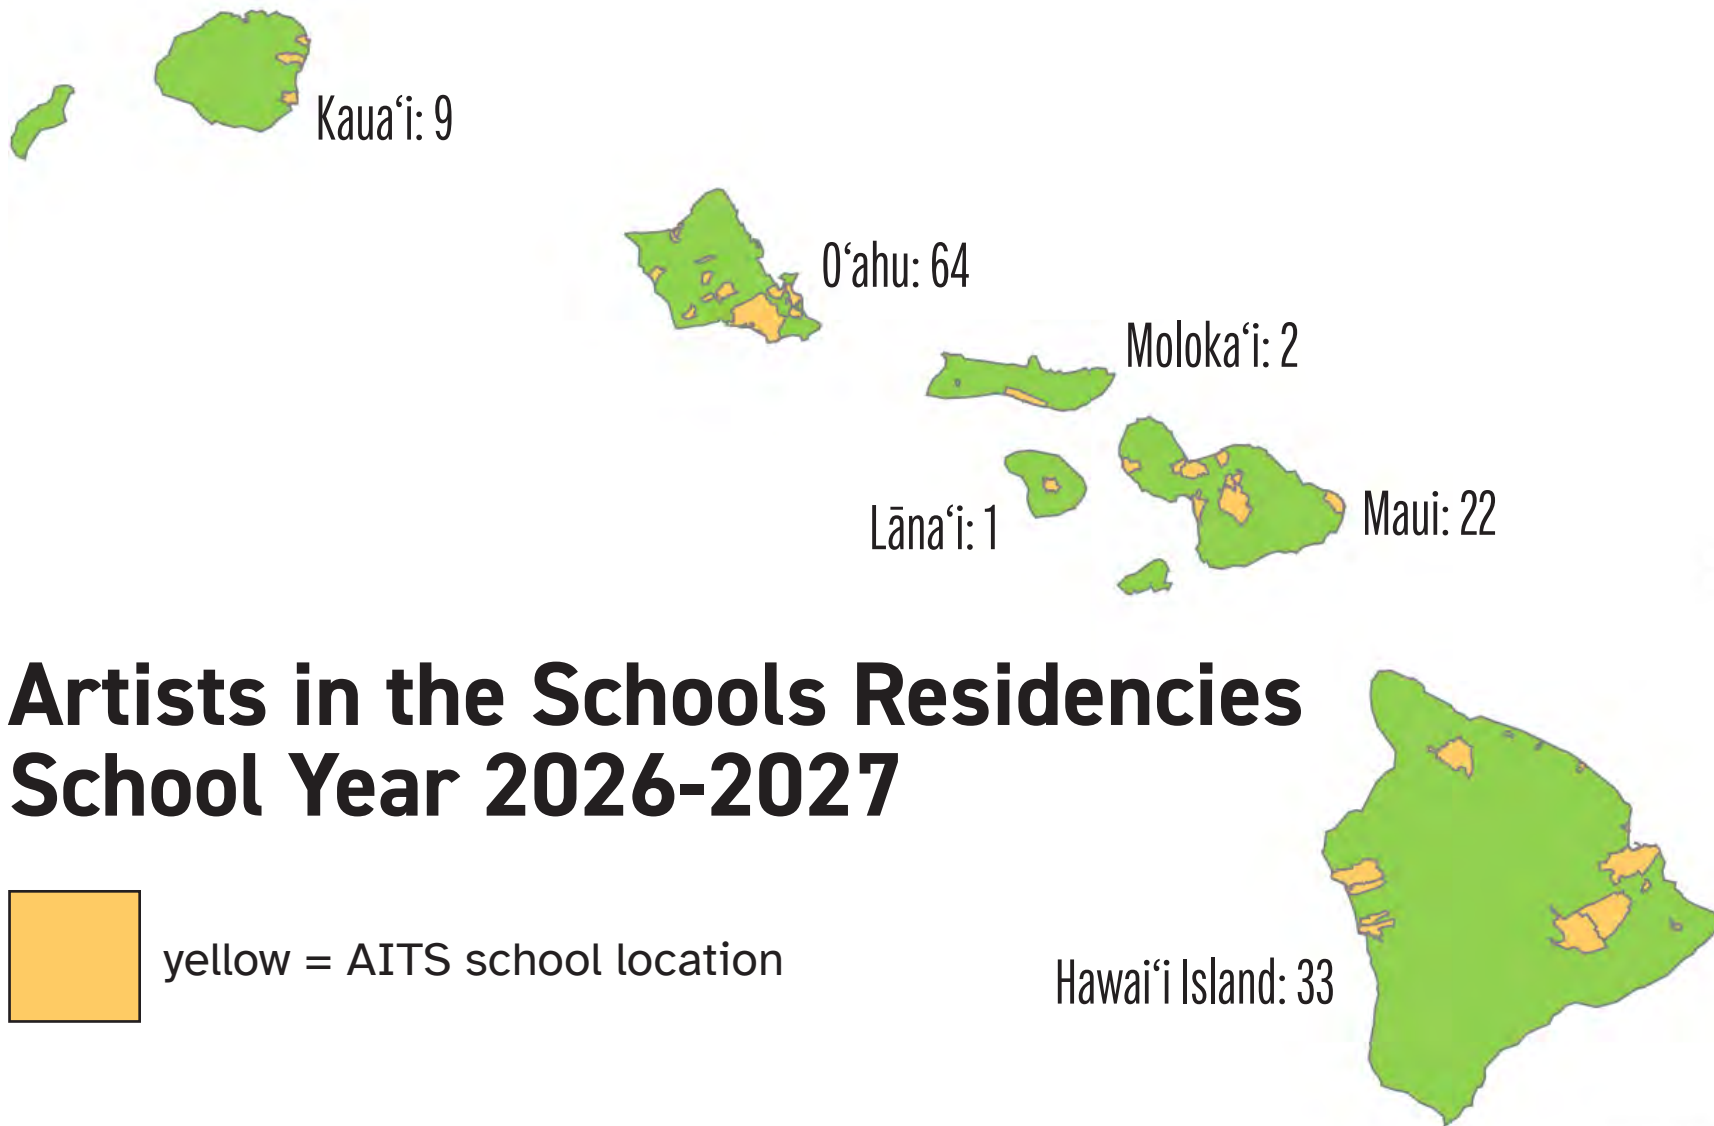 Kauaʻi: 9
Oʻahu: 64
Molokaʻi: 2
Lānaʻi: 1
Maui: 22
Artists in the Schools Residencies
School Year 2026-2027
yellow = AITS school location
Hawaiʻi Island: 33